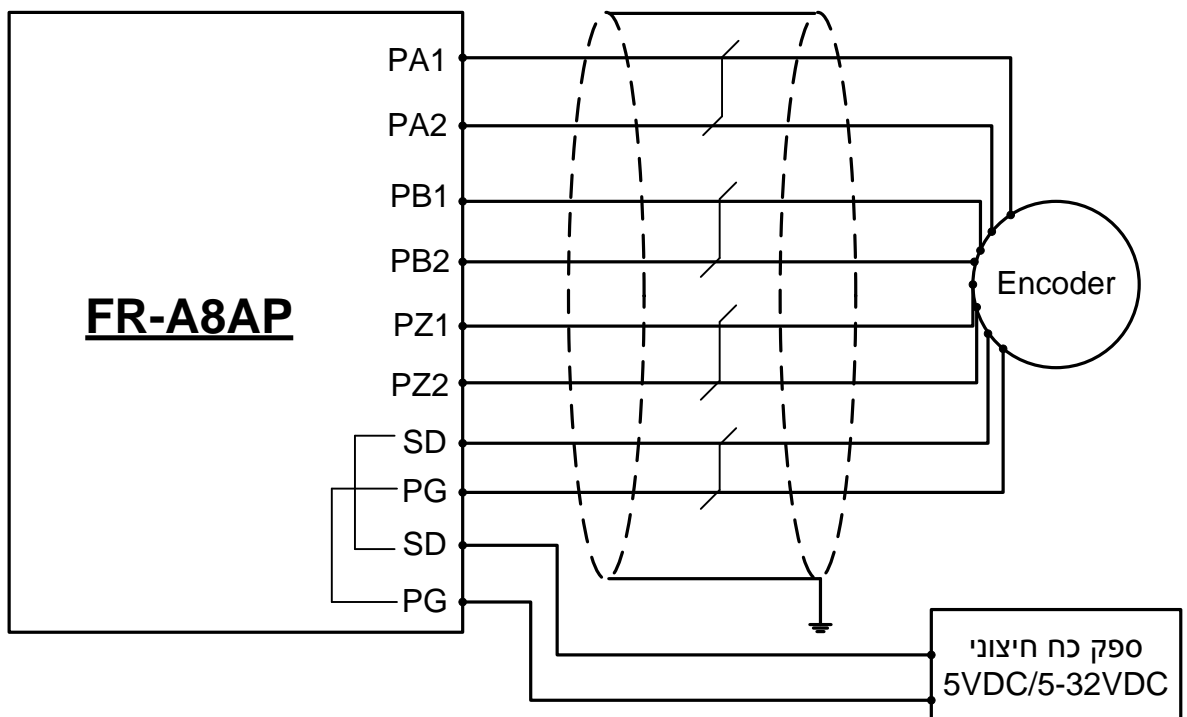 PA1
PA2
PB1
PB2
PZ1
PZ2
SD
PG
SD
PG
FR-A8AP
Encoder
ספק כח חיצוני
5VDC/5-32VDC